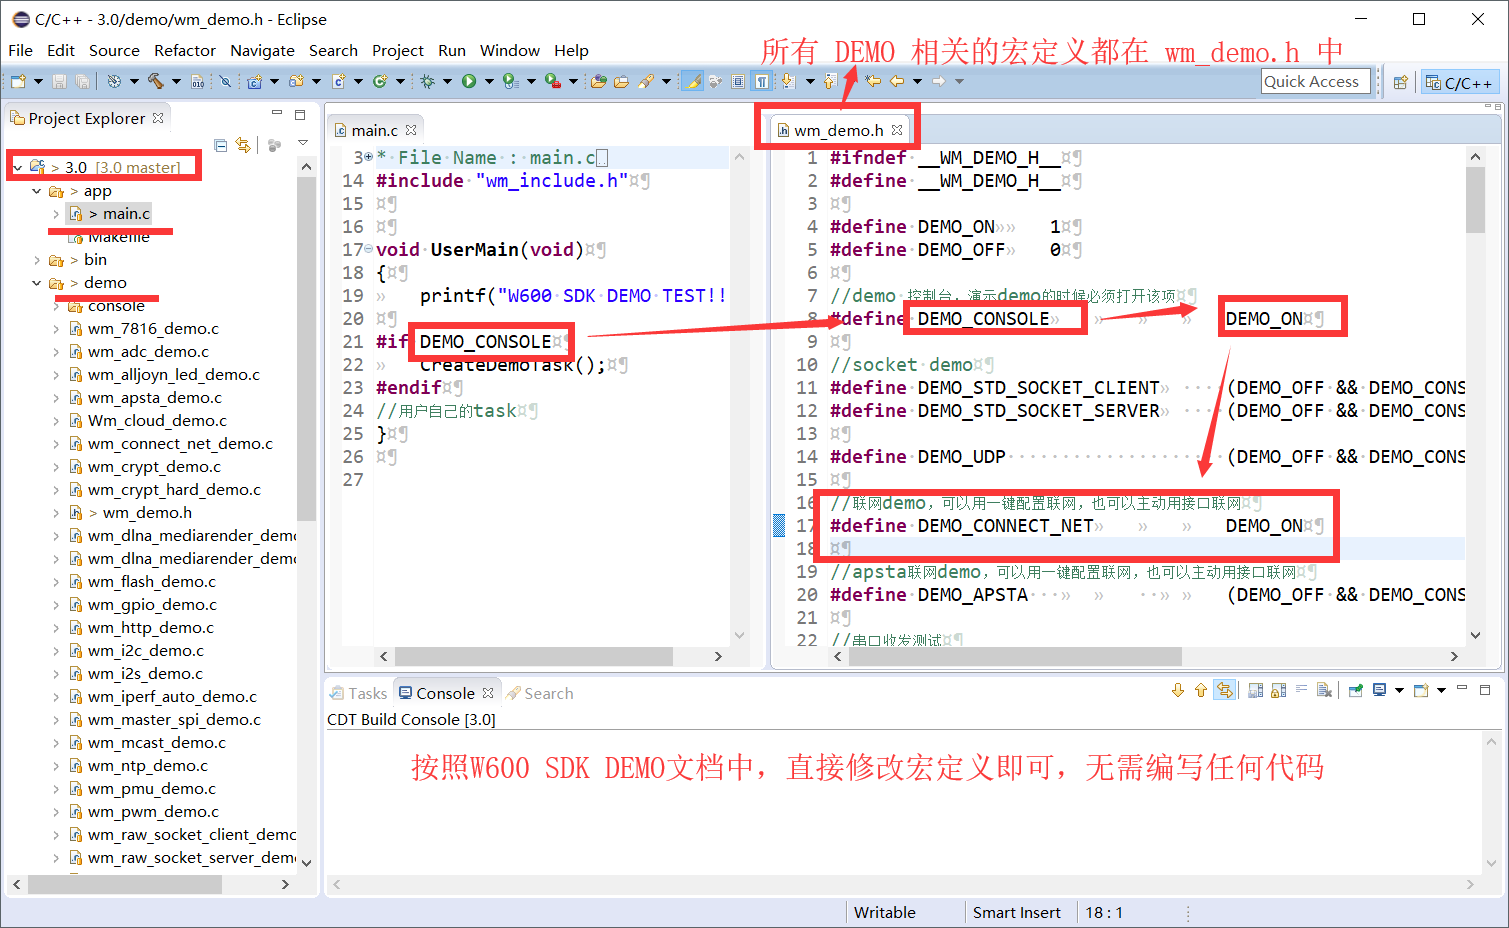 C/C++ - 3.0/demo/wm_demo.h - Eclipse
File Edit Source Refactor Navigate Search Project Run Window Help
所有 DEMO 相关的宏定义都在 wm_demo.h 中
Quick Access
C/C++
Project Explorer
> 3.0 [3.0 master]
> app
> main.c
Makefile
> bin
> demo
console
wm_7816_demo.c
wm_adc_demo.c
wm_alljoyn_led_demo.c
wm_apsta_demo.c
Wm_cloud_demo.c
wm_connect_net_demo.c
wm_crypt_demo.c
wm_crypt_hard_demo.c
> wm_demo.h
wm_dlna_mediarender_demo
wm_dlna_mediarender_demo
wm_flash_demo.c
wm_gpio_demo.c
wm_http_demo.c
wm_i2c_demo.c
wm_i2s_demo.c
wm_iperf_auto_demo.c
wm_master_spi_demo.c
wm_mcast_demo.c
wm_ntp_demo.c
wm_pmu_demo.c
wm_pwm_demo.c
wm_raw_socket_client_demo
wm_raw_socket_server_demo
main.c
3 * File Name : main.c
14 #include "wm_include.h"¤¶
15 ¤¶
16 ¤¶
17 void·UserMain(void)¤¶
18 {¤¶
19 » printf("W600·SDK·DEMO·TEST!!
20 ¤¶
21 #if DEMO_CONSOLE¤
22 » CreateDemoTask();¤¶
23 #endif¤¶
24 //用户自己的task¤¶
25 }¤¶
26 ¤¶
27
wm_demo.h
1 #ifndef·__WM_DEMO_H__¤¶
2 #define·__WM_DEMO_H__¤¶
3 ¤¶
4 #define·DEMO_ON»» 1¤¶
5 #define·DEMO_OFF» 0¤¶
6 ¤¶
7 //demo·控制台，演示demo的时候必须打开该项¤¶
8 #define DEMO_CONSOLE» » » » DEMO_ON¤¶
9 ¤¶
10 //socket·demo¤¶
11 #define·DEMO_STD_SOCKET_CLIENT» ···· (DEMO_OFF·&&·DEMO_CONS
12 #define·DEMO_STD_SOCKET_SERVER» ···· (DEMO_OFF·&&·DEMO_CONS
13 ¤¶
14 #define·DEMO_UDP···················· (DEMO_OFF·&&·DEMO_CONS
15 ¤¶
16 //联网demo，可以用一键配置联网，也可以主动用接口联网¤¶
17 #define·DEMO_CONNECT_NET» » » DEMO_ON¤¶
18 ¤¶
19 //apsta联网demo，可以用一键配置联网，也可以主动用接口联网¤¶
20 #define·DEMO_APSTA···» » ··» » (DEMO_OFF·&&·DEMO_CONS
21 ¤¶
22 //串口收发测试¤¶
Tasks Console Search
CDT Build Console [3.0]
按照W600 SDK DEMO文档中，直接修改宏定义即可，无需编写任何代码
Writable Smart Insert 18 : 1